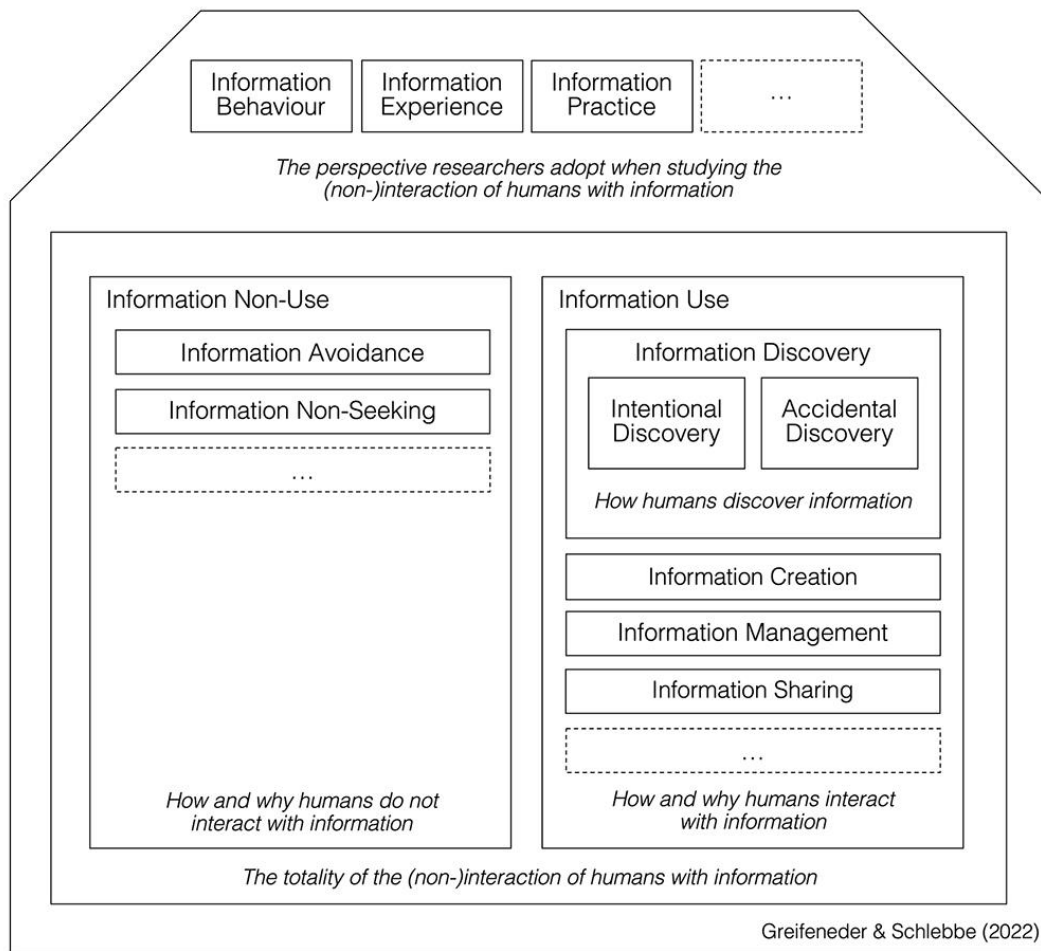 Information
Behaviour
Information
Experience
Information
Practice
...
The perspective researchers adopt when studying the
(non-)interaction of humans with information
Information Non-Use
Information Avoidance
Information Non-Seeking
...
How and why humans do not
interact with information
Information Use
Information Discovery
Intentional
Discovery
Accidental
Discovery
How humans discover information
Information Creation
Information Management
Information Sharing
...
How and why humans interact
with information
The totality of the (non-)interaction of humans with information
Greifeneder & Schlebbe (2022)